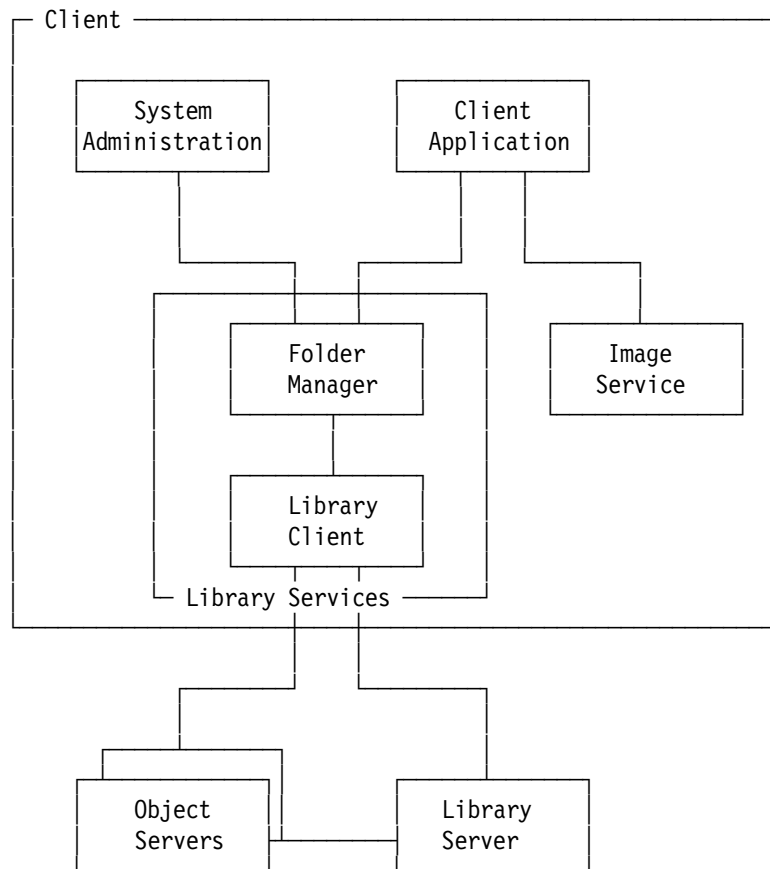 Client
System
Administration
Client
Application
Folder
Manager
Image
Service
Library
Client
Library Services
Object
Servers
Library
Server